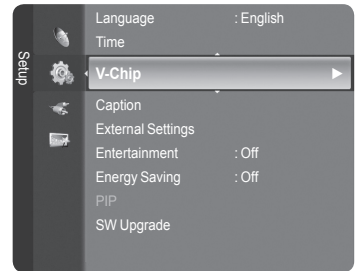 Setup
Language : English
Time
V-Chip ►
Caption
External Settings
Entertainment : Off
Energy Saving : Off
PIP
SW Upgrade